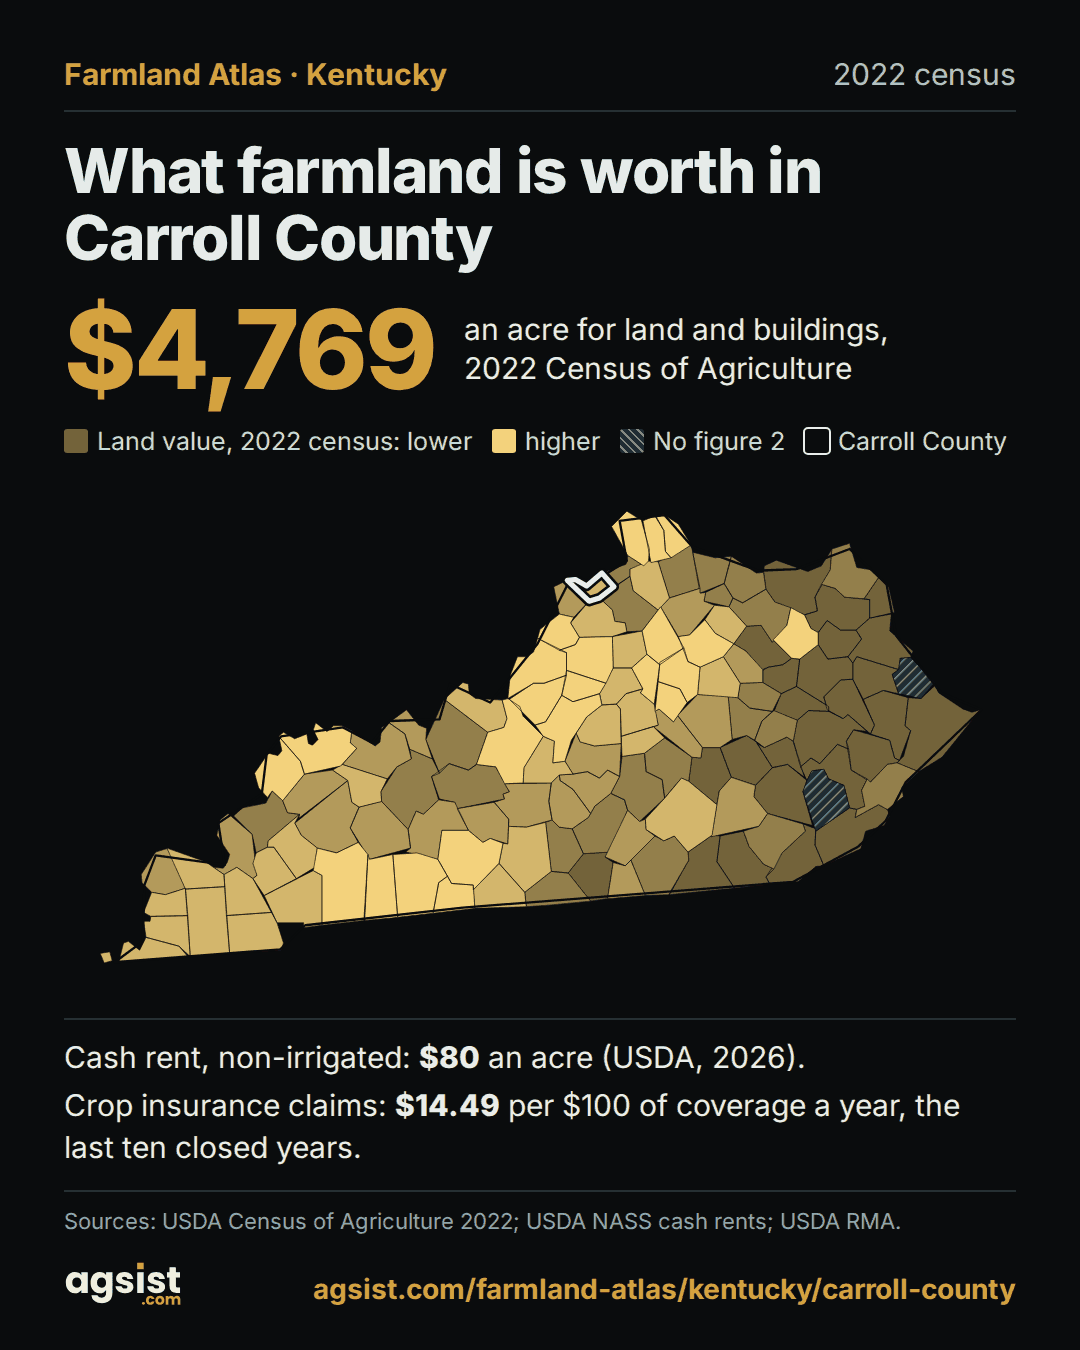 Farmland Atlas · Kentucky
2022 census
What farmland is worth in
Carroll County
$4,769
an acre for land and buildings,
2022 Census of Agriculture
Land value, 2022 census: lower
higher
No figure 2
Carroll County
Cash rent, non-irrigated: $80 an acre (USDA, 2026).
Crop insurance claims: $14.49 per $100 of coverage a year, the
last ten closed years.
Sources: USDA Census of Agriculture 2022; USDA NASS cash rents; USDA RMA.
agsist
.com
agsist.com/farmland-atlas/kentucky/carroll-county